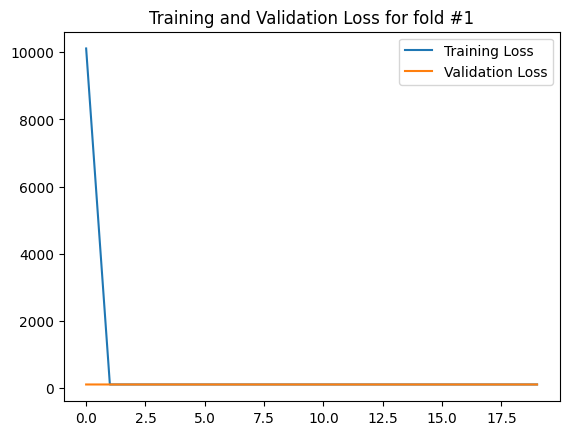 Training and Validation Loss for fold #1
Training Loss
Validation Loss
10000
8000
6000
4000
2000
0
0.0 2.5 5.0 7.5 10.0 12.5 15.0 17.5